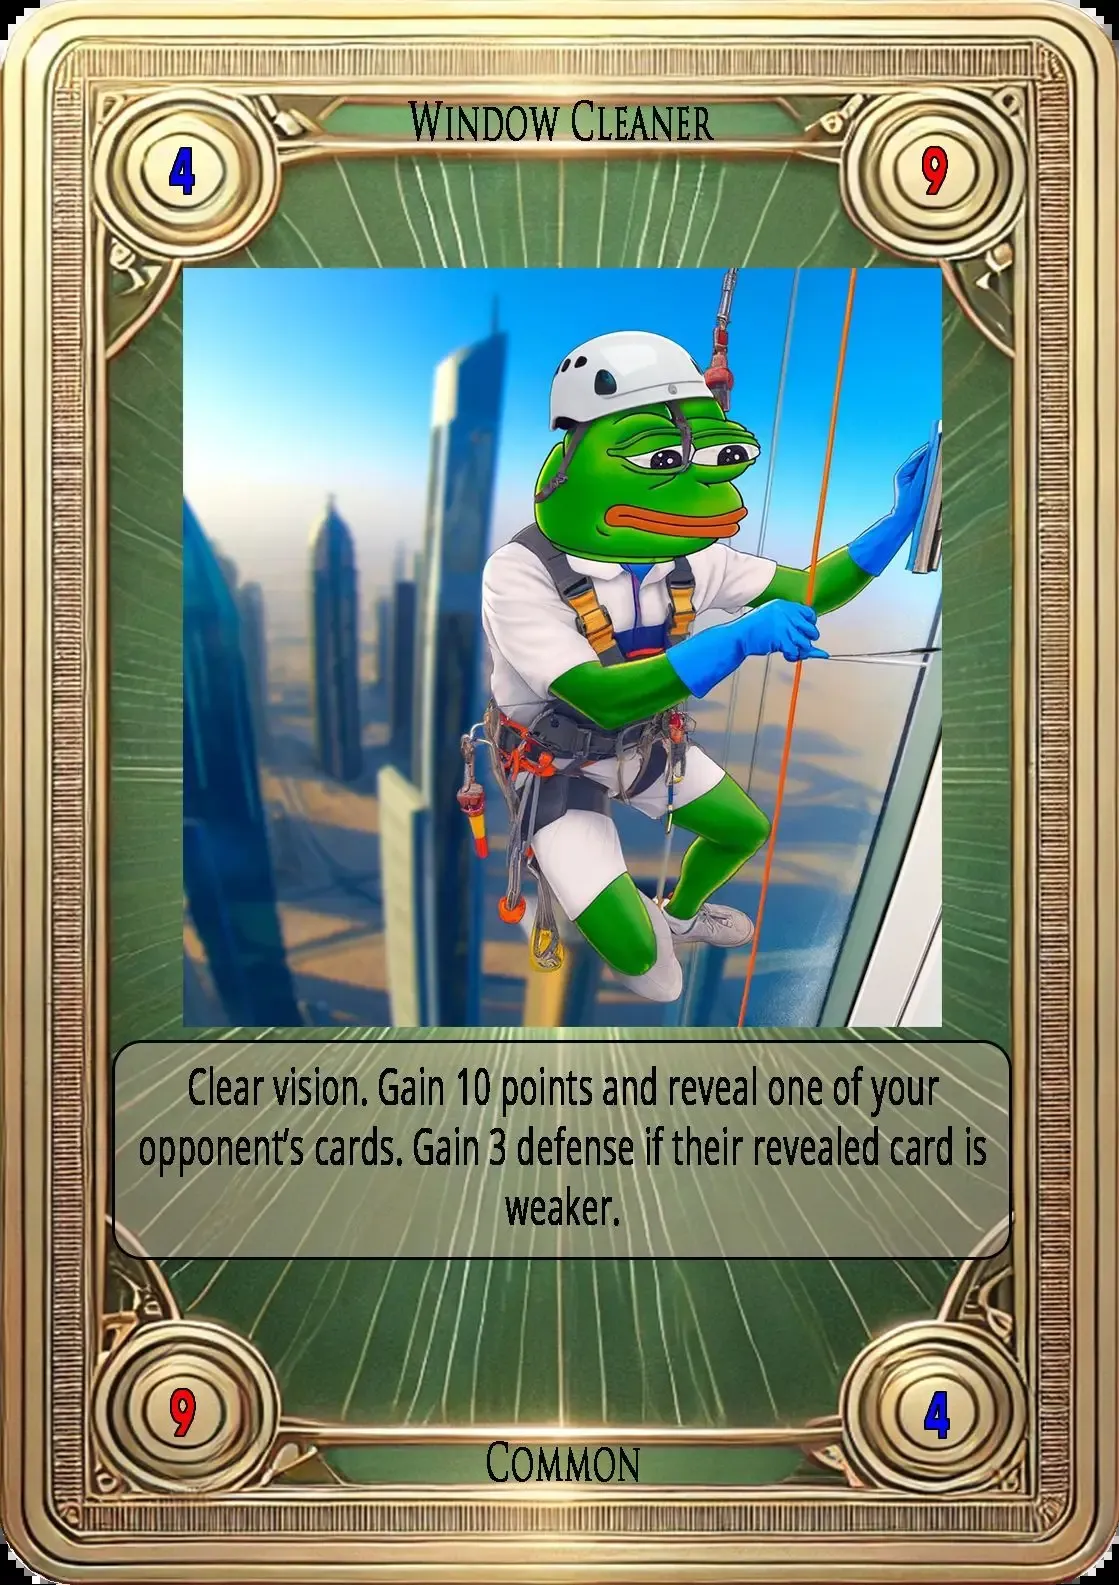 Window Cleaner
4
9
Clear vision. Gain 10 points and reveal one of your
opponent's cards. Gain 3 defense if their revealed card is
weaker.
9
4
Common